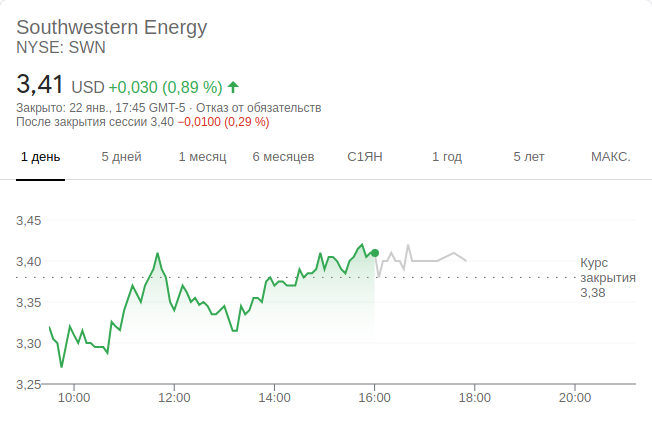 Southwestern Energy
NYSE: SWN
3,41 USD +0,030 (0,89 %)
Закрыто: 22 янв., 17:45 GMT-5 · Отказ от обязательств
После закрытия сессии 3,40 −0,0100 (0,29 %)
1 день 5 дней 1 месяц 6 месяцев С1ЯН 1 год 5 лет МАКС.
3,45
3,40
Курс
закрытия
3,38
3,35
3,30
3,25
10:00 12:00 14:00 16:00 18:00 20:00